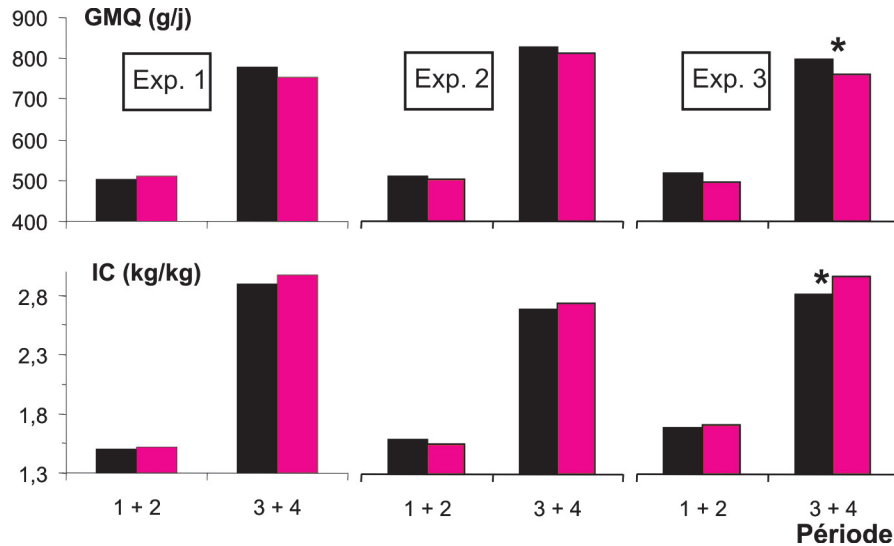 GMQ (g/j)
900
800
700
600
500
400
Exp. 1
Exp. 2
Exp. 3
*
IC (kg/kg)
2,8
2,3
1,8
1,3
*
1 + 2
3 + 4
1 + 2
3 + 4
1 + 2
3 + 4
Période